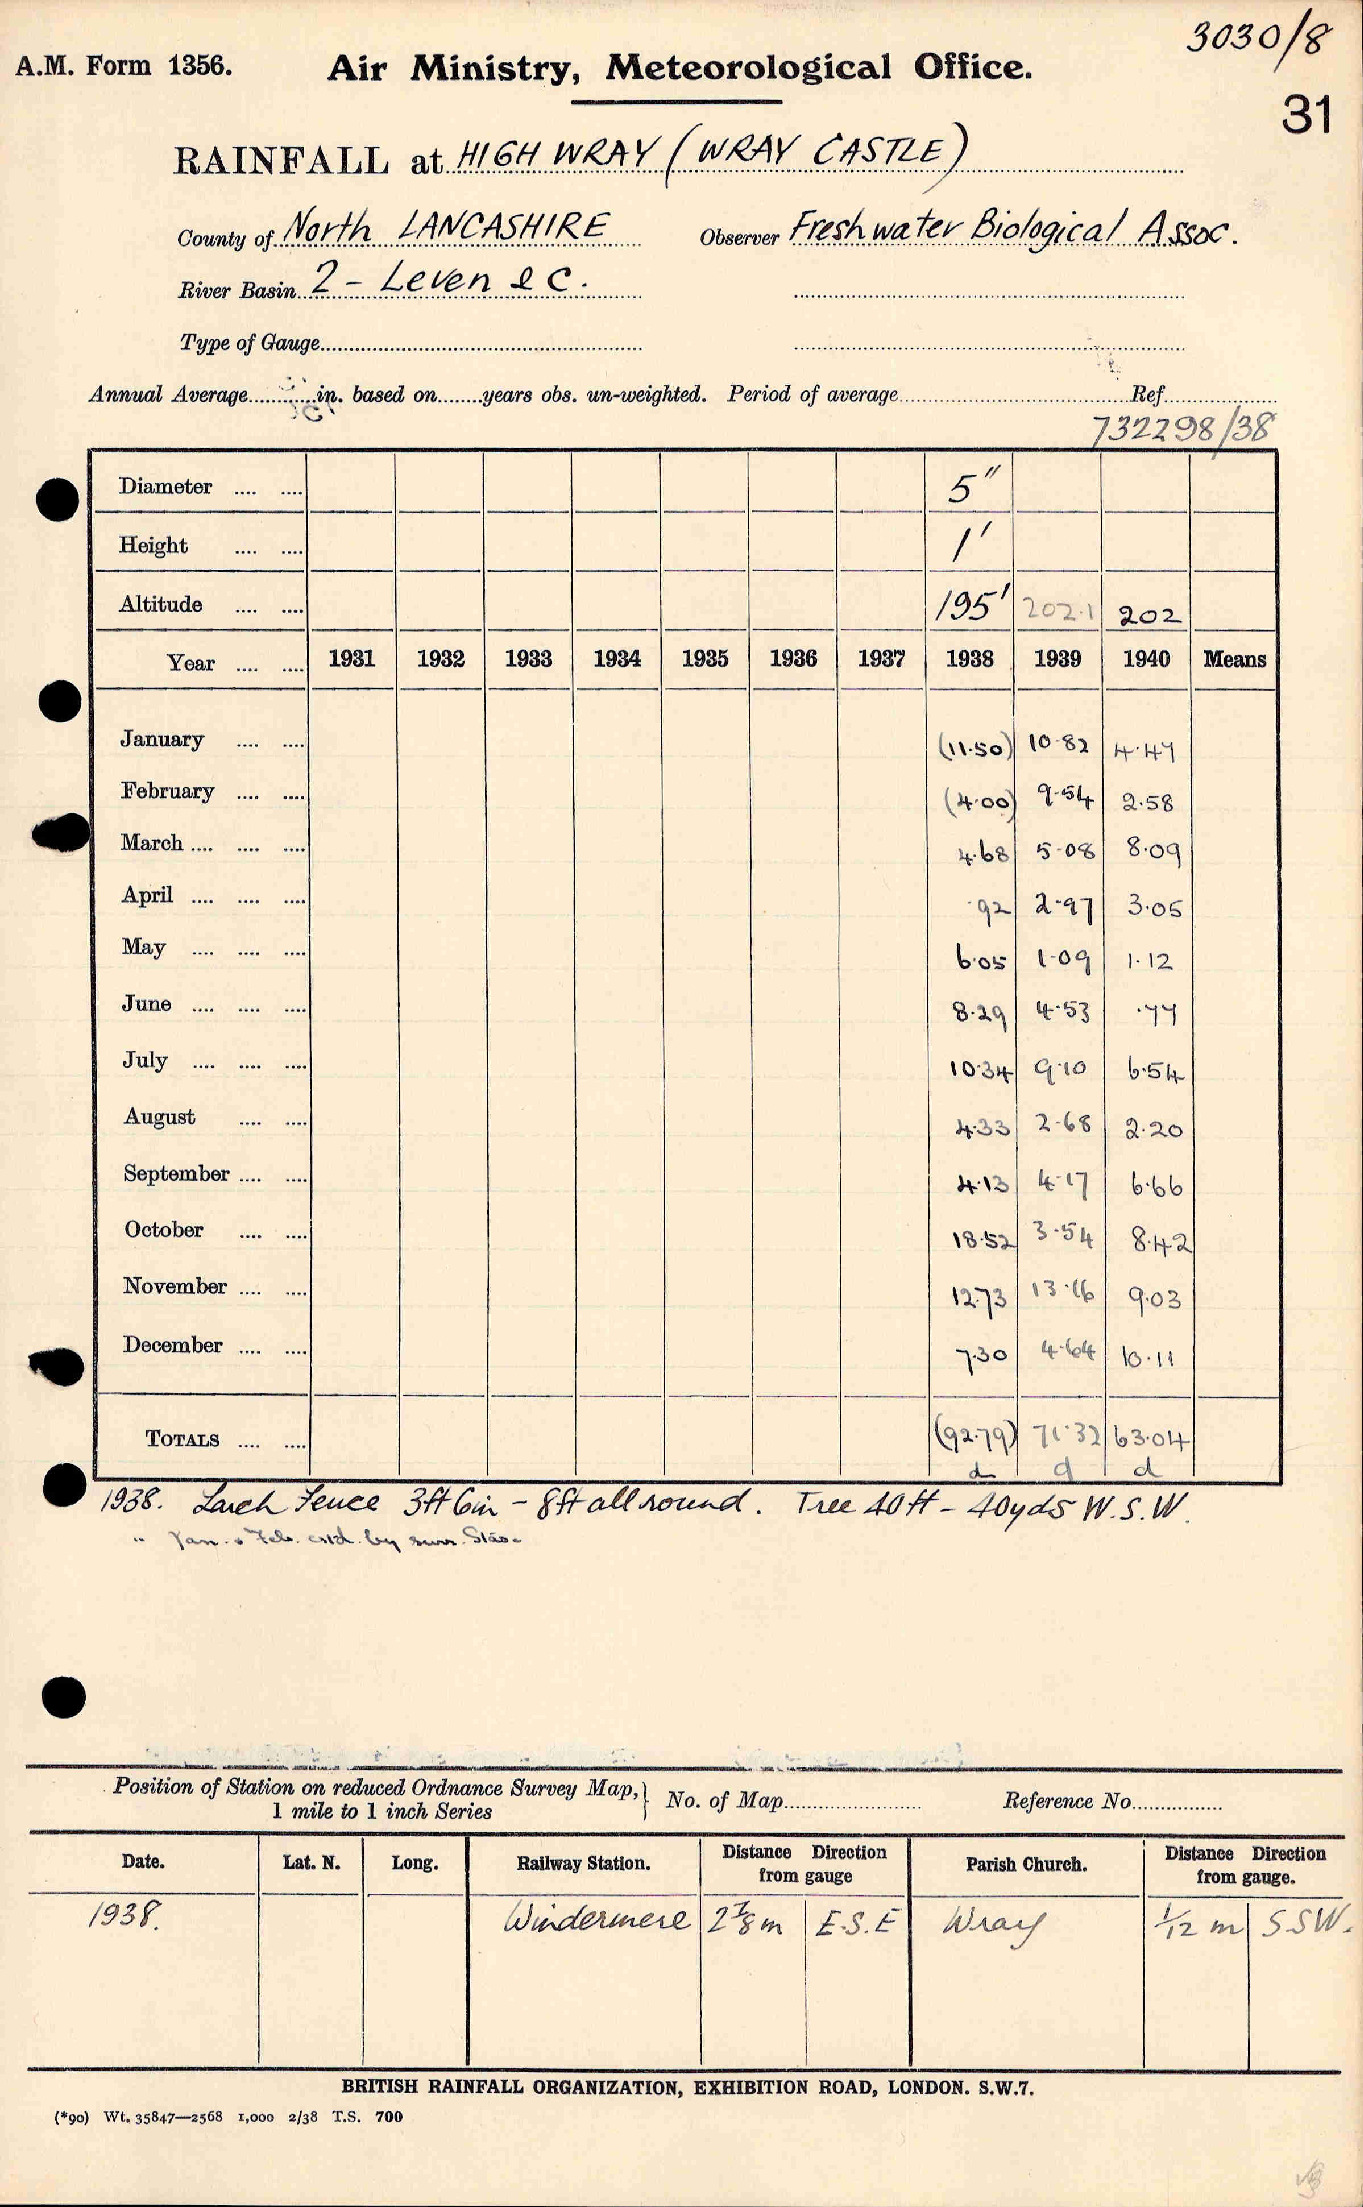 3030/8
A.M. Form 1356. Air Ministry, Meteorological Office.
31
RAINFALL at HIGH WRAY (WRAY CASTLE)
County of North LANCASHIRE Observer Freshwater Biological Assoc.
River Basin 2 - Leven &c.
Type of Gauge
Annual Average in. based on years obs. un-weighted. Period of average Ref.
732298/38
Diameter .... .... 5"
Height .... .... 1'
Altitude .... .... 195' 202.1 202
Year .... .... 1931 1932 1933 1934 1935 1936 1937 1938 1939 1940 Means
January .... .... (11.50) 10.82 4.47
February .... .... (4.00) 9.54 2.58
March .... .... .... 4.68 5.08 8.09
April .... .... .... .92 2.97 3.05
May .... .... .... 6.05 1.09 1.12
June .... .... .... 8.29 4.53 .77
July .... .... .... 10.34 9.10 6.54
August .... .... 4.33 2.68 2.20
September .... .... 4.13 4.17 6.66
October .... .... 18.52 3.54 8.42
November .... .... 12.73 13.16 9.03
December .... .... 7.30 4.64 10.11
TOTALS .... .... (92.79) 71.32 63.04
d d d
1938. Larch Fence 3ft 6in - 8ft all round. Tree 40ft - 40yds W.S.W.
" Jan. & Feb. estd. by surr. Stns.
Position of Station on reduced Ordnance Survey Map, } No. of Map Reference No.
1 mile to 1 inch Series
Date. Lat. N. Long. Railway Station. Distance Direction from gauge Parish Church. Distance Direction from gauge.
1938. Windermere 2 7/8 m E.S.E Wray 1/12 m S.S.W.
BRITISH RAINFALL ORGANIZATION, EXHIBITION ROAD, LONDON. S.W.7.
(*90) Wt. 35847—2568 1,000 2/38 T.S. 700